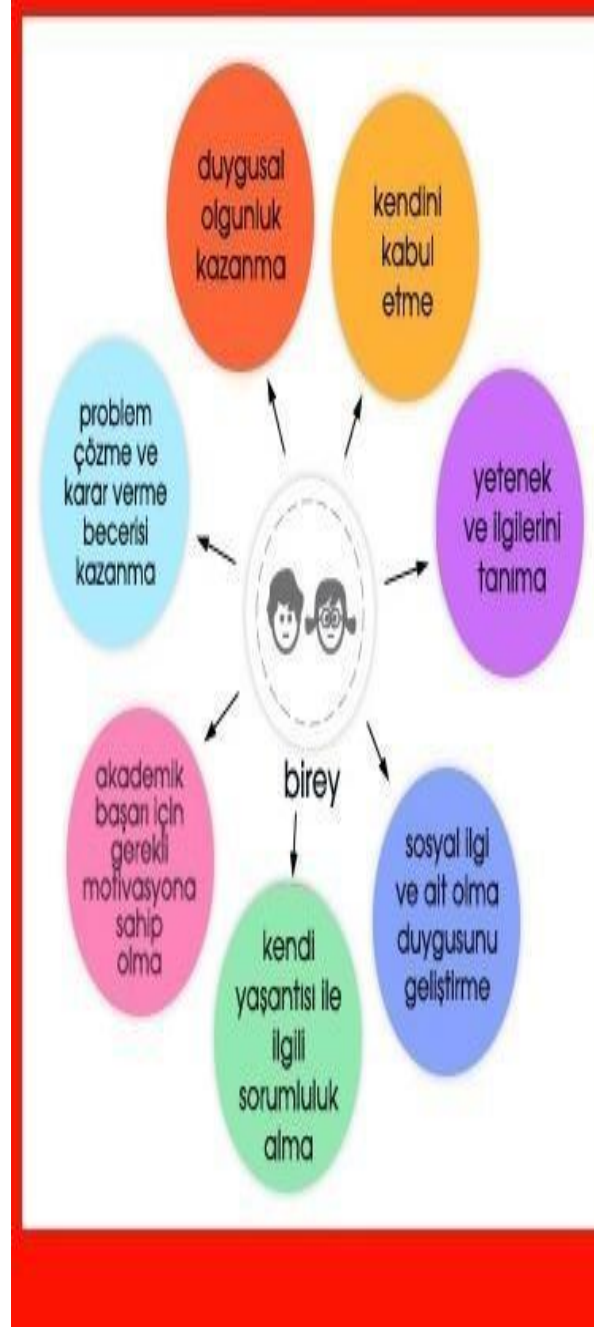 duygusal
olgunluk
kazanma
kendini
kabul
etme
yetenek
ve ilgilerini
tanıma
sosyal ilgi
ve ait olma
duygusunu
geliştirme
kendi
yaşantısı ile
ilgili
sorumluluk
alma
akademik
başarı için
gerekli
motivasyona
sahip
olma
problem
çözme ve
karar verme
becerisi
kazanma
birey